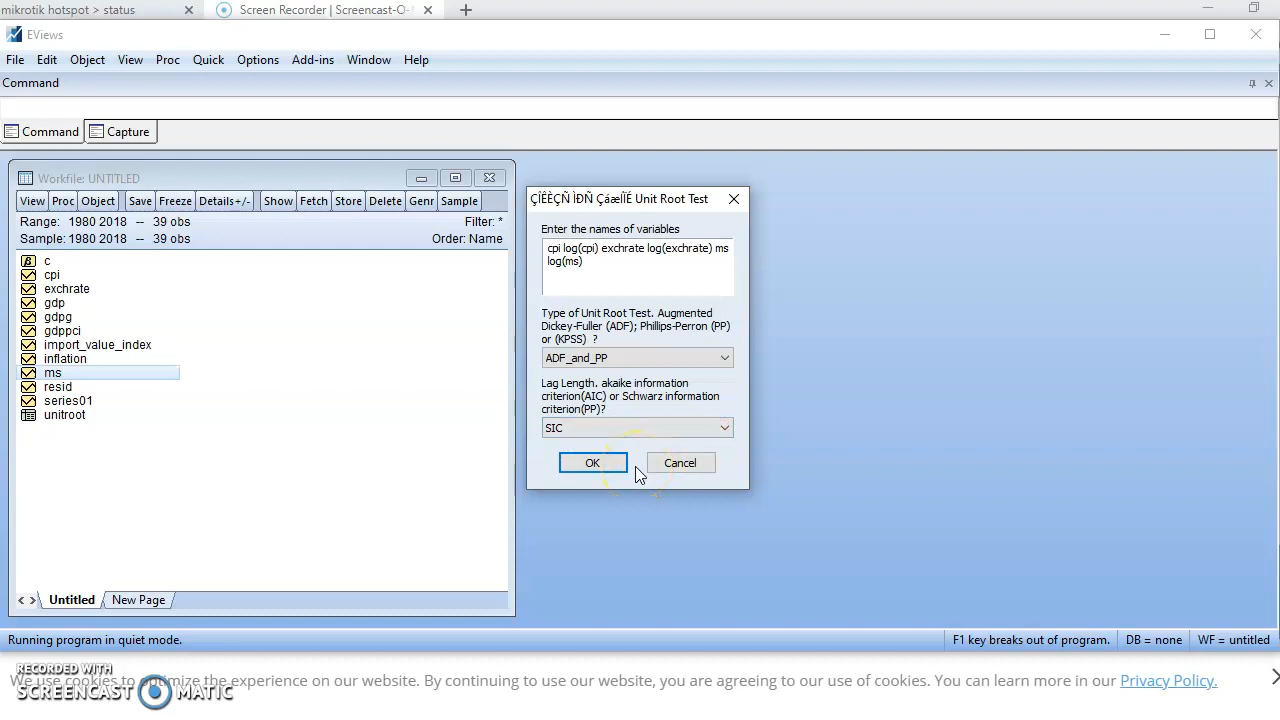 mikrotik hotspot > status
Screen Recorder | Screencast-O-
EViews
File Edit Object View Proc Quick Options Add-ins Window Help
Command
Command Capture
Workfile: UNTITLED
View Proc Object Save Freeze Details+/- Show Fetch Store Delete Genr Sample
Range: 1980 2018 -- 39 obs Filter: *
Sample: 1980 2018 -- 39 obs Order: Name
c
cpi
exchrate
gdp
gdpg
gdppci
import_value_index
inflation
ms
resid
series01
unitroot
Untitled New Page
ÇÎÊÈÇÑ ÌÐÑ ÇáæÍÏÉ Unit Root Test
Enter the names of variables
cpi log(cpi) exchrate log(exchrate) ms
log(ms)
Type of Unit Root Test. Augmented
Dickey-Fuller (ADF); Phillips-Perron (PP)
or (KPSS) ?
ADF_and_PP
Lag Length. akaike information
criterion(AIC) or Schwarz information
criterion(PP)?
SIC
OK Cancel
Running program in quiet mode. F1 key breaks out of program. DB = none WF = untitled
RECORDED WITH
SCREENCAST MATIC
We use cookies to optimize the experience on our website. By continuing to use our website, you are agreeing to our use of cookies. You can learn more in our Privacy Policy.